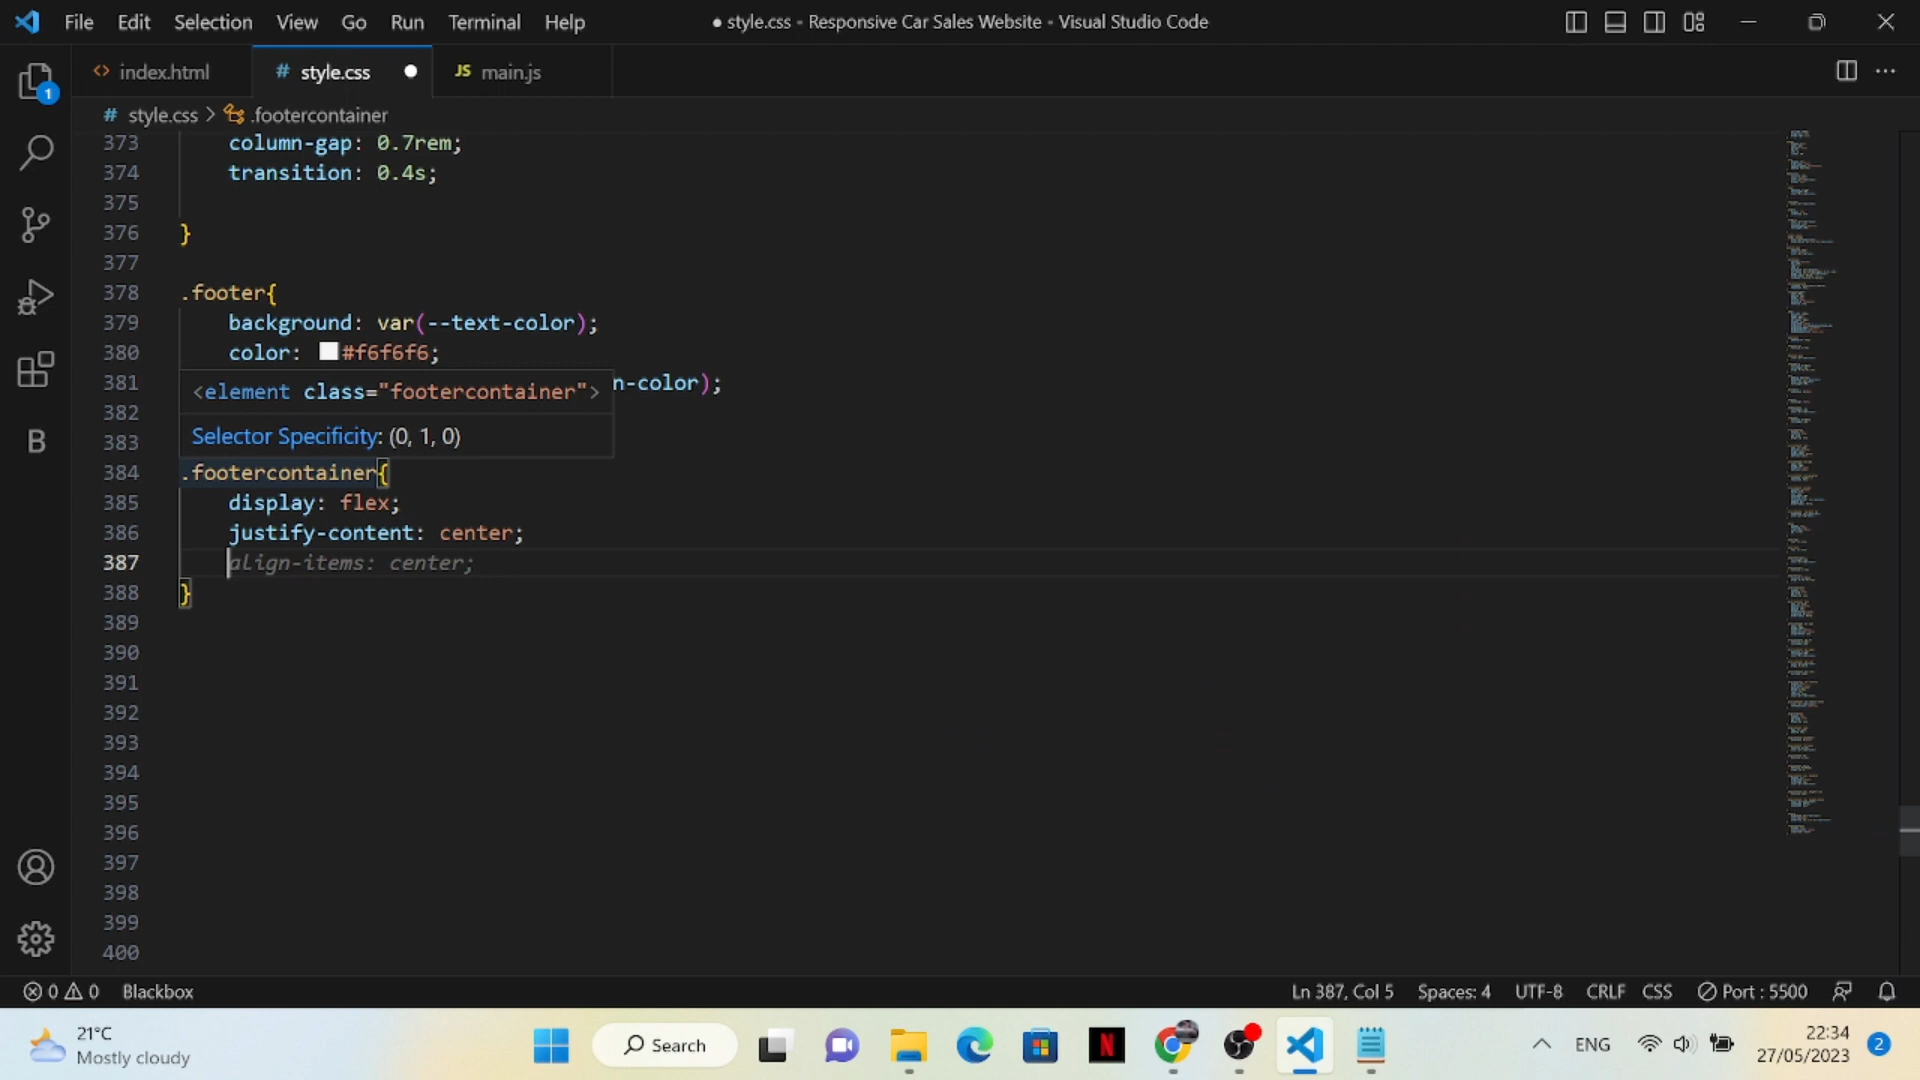 File Edit Selection View Go Run Terminal Help
● style.css - Responsive Car Sales Website - Visual Studio Code
index.html
# style.css ●
JS main.js
1
# style.css > .footercontainer
373 column-gap: 0.7rem;
374 transition: 0.4s;
375
376 }
377
378 .footer{
379 background: var(--text-color);
380 color: #f6f6f6;
381 n-color);
<element class="footercontainer">
382
Selector Specificity: (0, 1, 0)
383
384 .footercontainer{
385 display: flex;
386 justify-content: center;
387 align-items: center;
388 }
389
390
391
392
393
394
395
396
397
398
399
400
B
0 0 Blackbox
Ln 387, Col 5 Spaces: 4 UTF-8 CRLF CSS Port : 5500
21°C
Mostly cloudy
Search
N
ENG
22:34
27/05/2023
2